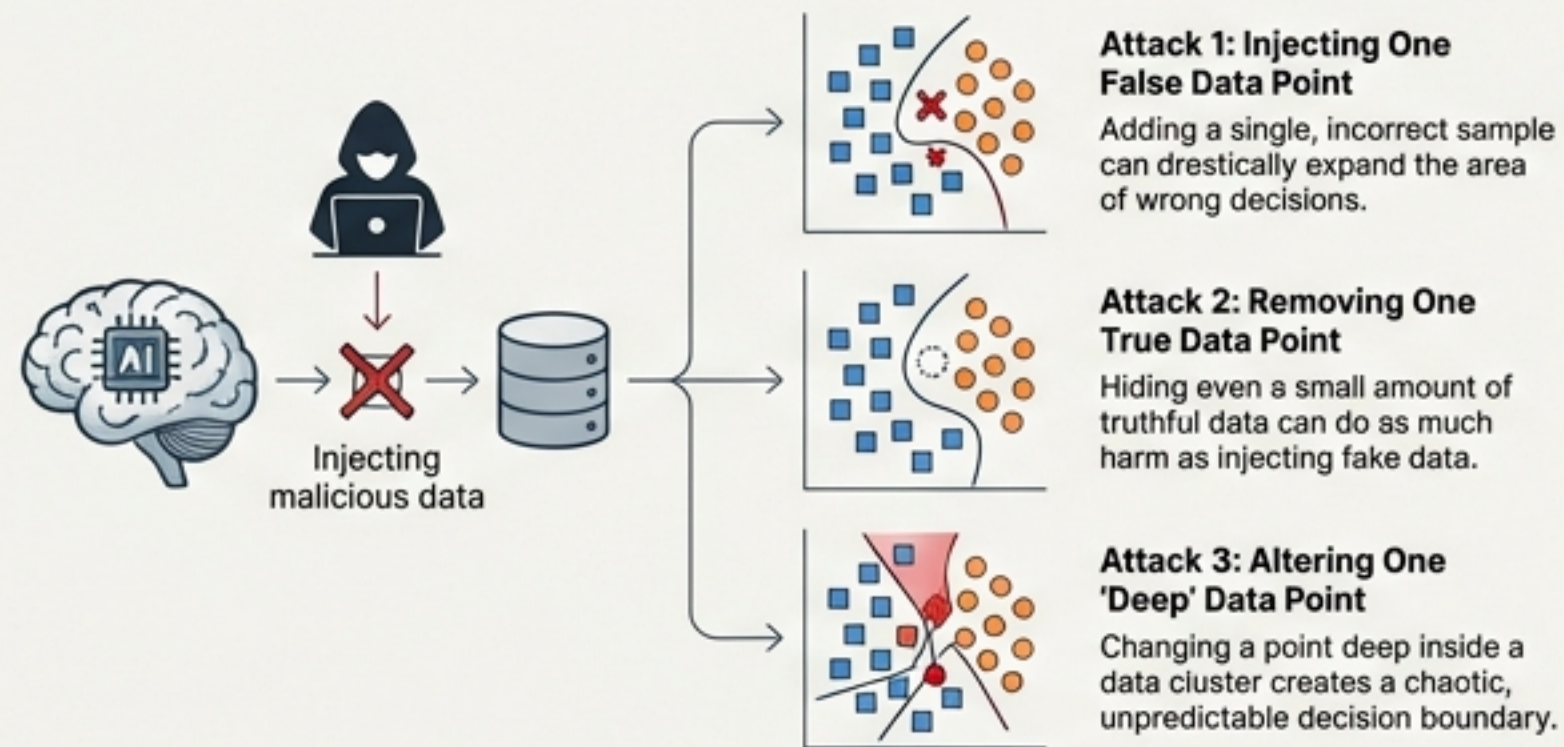 AI
Injecting
malicious data
Attack 1: Injecting One
False Data Point
Adding a single, incorrect sample
can drestically expand the area
of wrong decisions.
Attack 2: Removing One
True Data Point
Hiding even a small amount of
truthful data can do as much
harm as injecting fake data.
Attack 3: Altering One
'Deep' Data Point
Changing a point deep inside a
data cluster creates a chaotic,
unpredictable decision boundary.